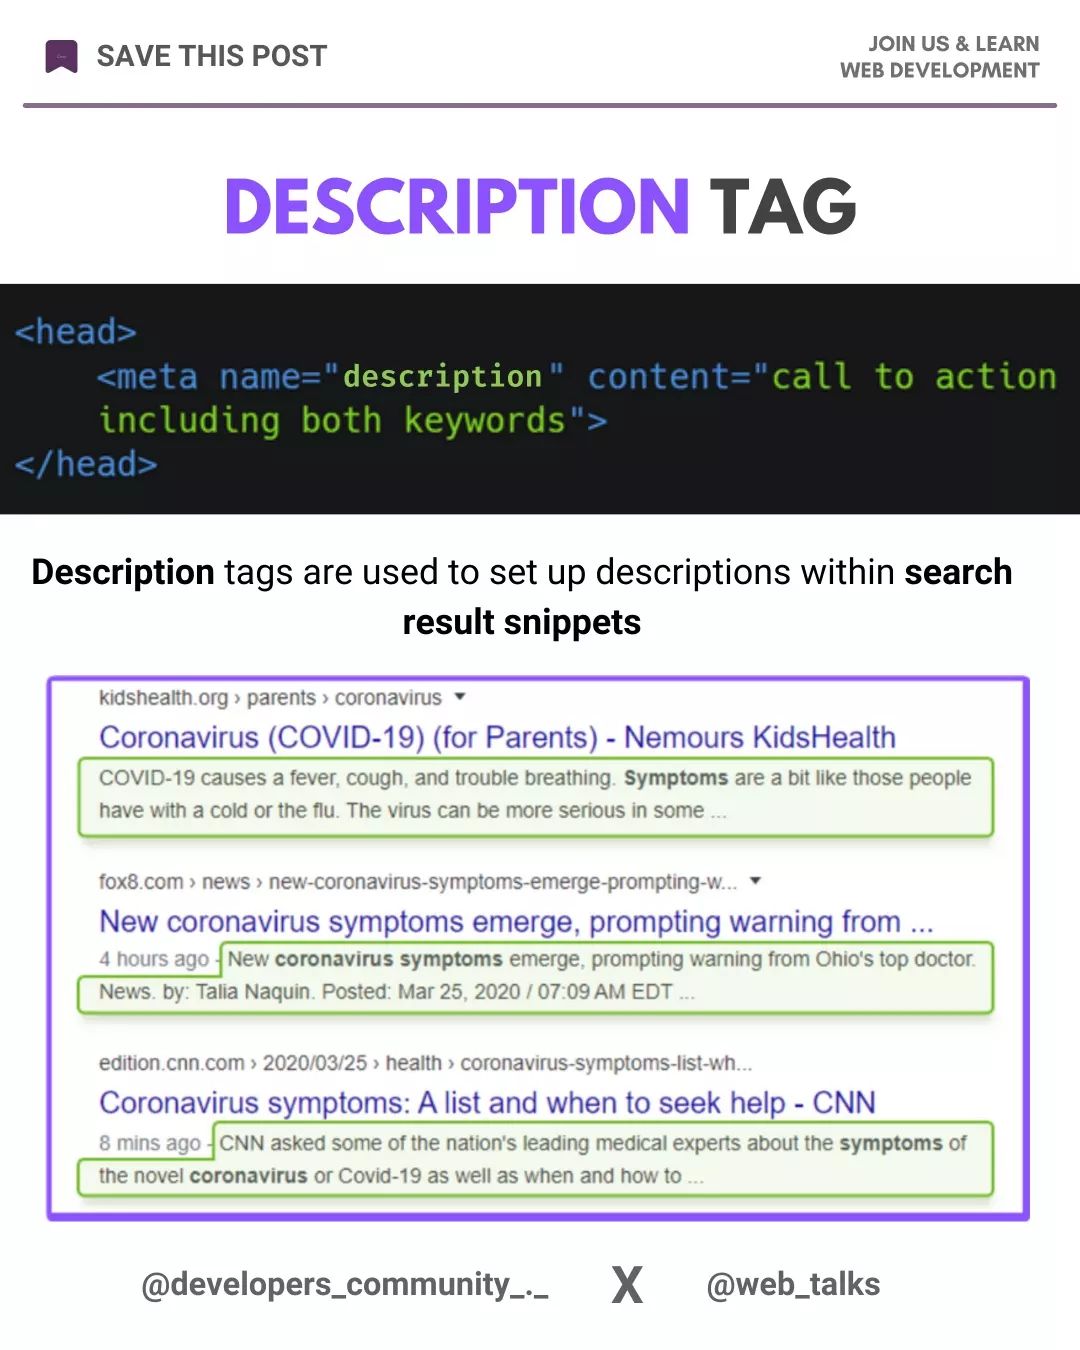 SAVE THIS POST
JOIN US & LEARN
WEB DEVELOPMENT
DESCRIPTION TAG
<head>
<meta name="description" content="call to action
including both keywords">
</head>
Description tags are used to set up descriptions within search
result snippets
kidshealth.org › parents › coronavirus
Coronavirus (COVID-19) (for Parents) - Nemours KidsHealth
COVID-19 causes a fever, cough, and trouble breathing. Symptoms are a bit like those people
have with a cold or the flu. The virus can be more serious in some ...
fox8.com › news › new-coronavirus-symptoms-emerge-prompting-w...
New coronavirus symptoms emerge, prompting warning from ...
4 hours ago - New coronavirus symptoms emerge, prompting warning from Ohio's top doctor.
News. by: Talia Naquin. Posted: Mar 25, 2020 / 07:09 AM EDT ...
edition.cnn.com › 2020/03/25 › health › coronavirus-symptoms-list-wh...
Coronavirus symptoms: A list and when to seek help - CNN
8 mins ago - CNN asked some of the nation's leading medical experts about the symptoms of
the novel coronavirus or Covid-19 as well as when and how to ...
@developers_community_._ X @web_talks